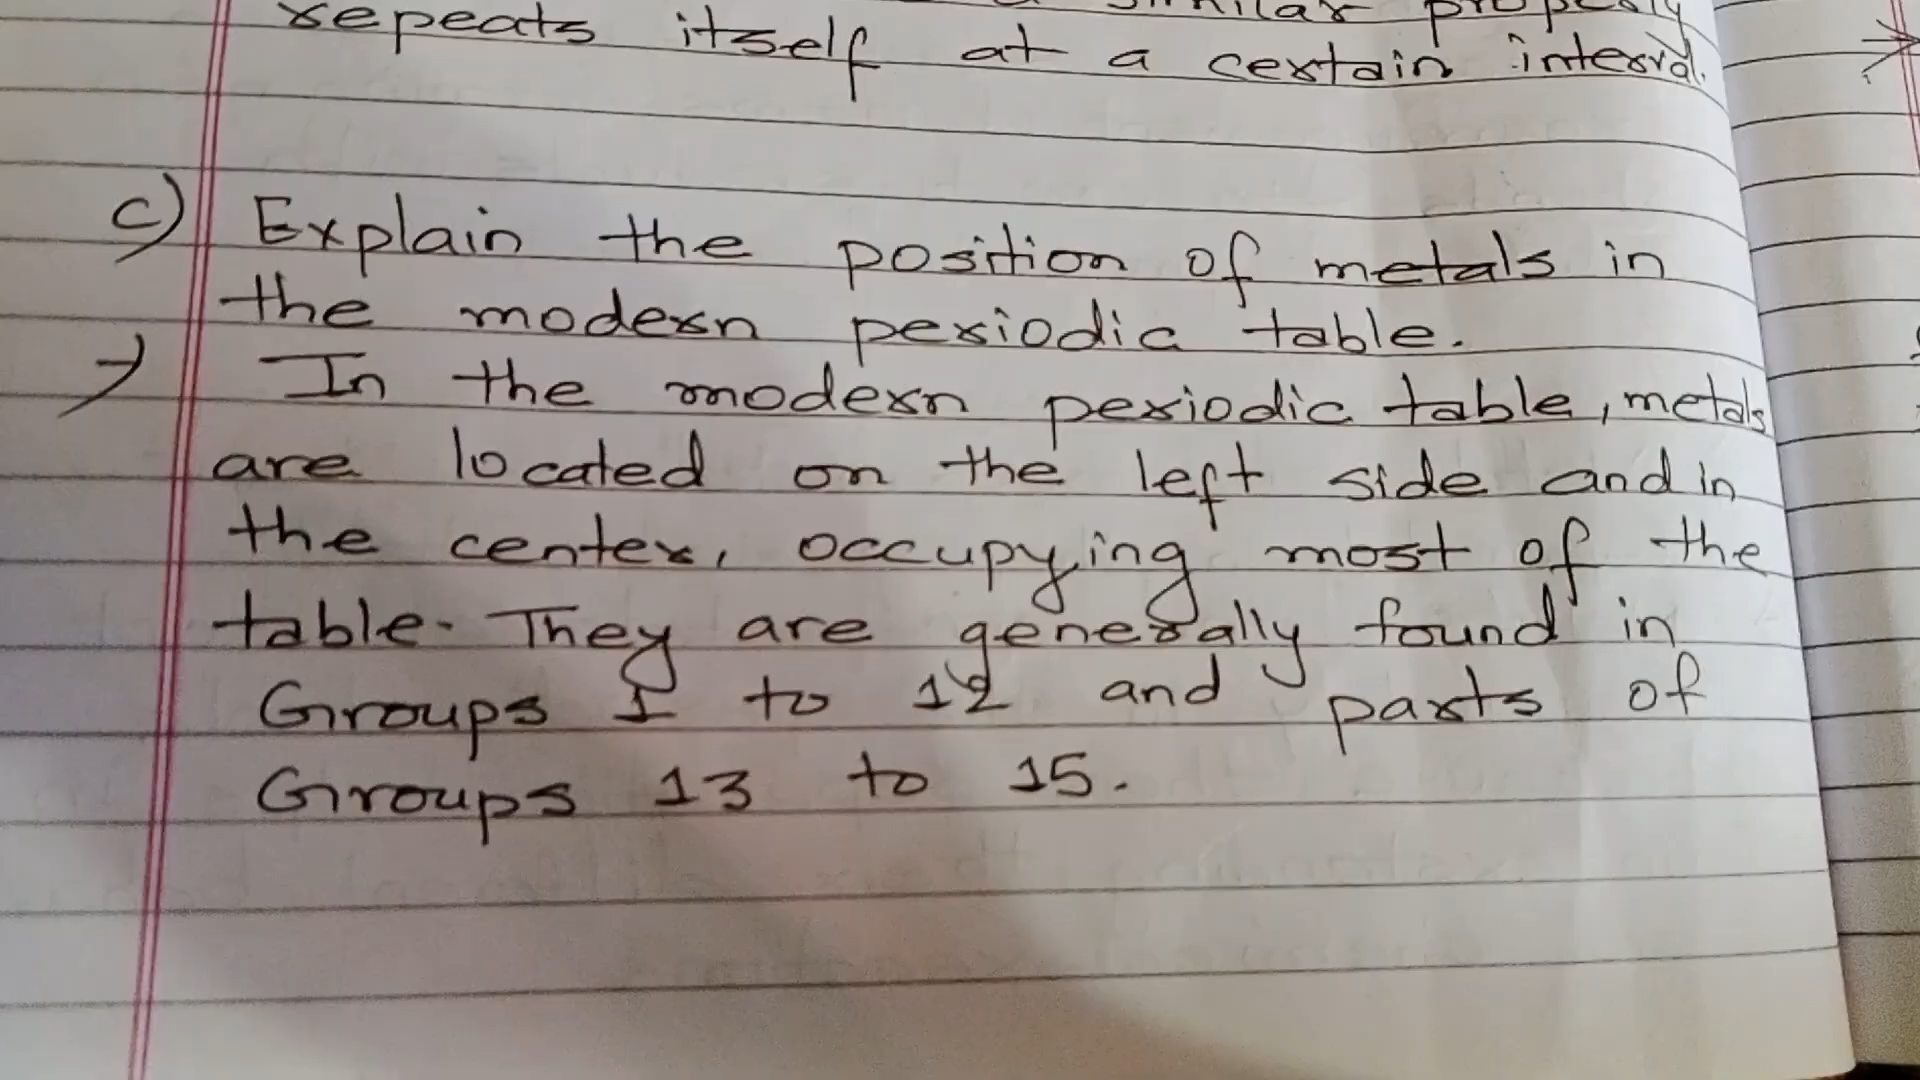 similar property
repeats itself at a certain interval.
c) Explain the position of metals in
the modern periodic table.
→ In the modern periodic table, metals
are located on the left side and in
the center, occupying most of the
table. They are generally found in
Groups 1 to 12 and parts of
Groups 13 to 15.